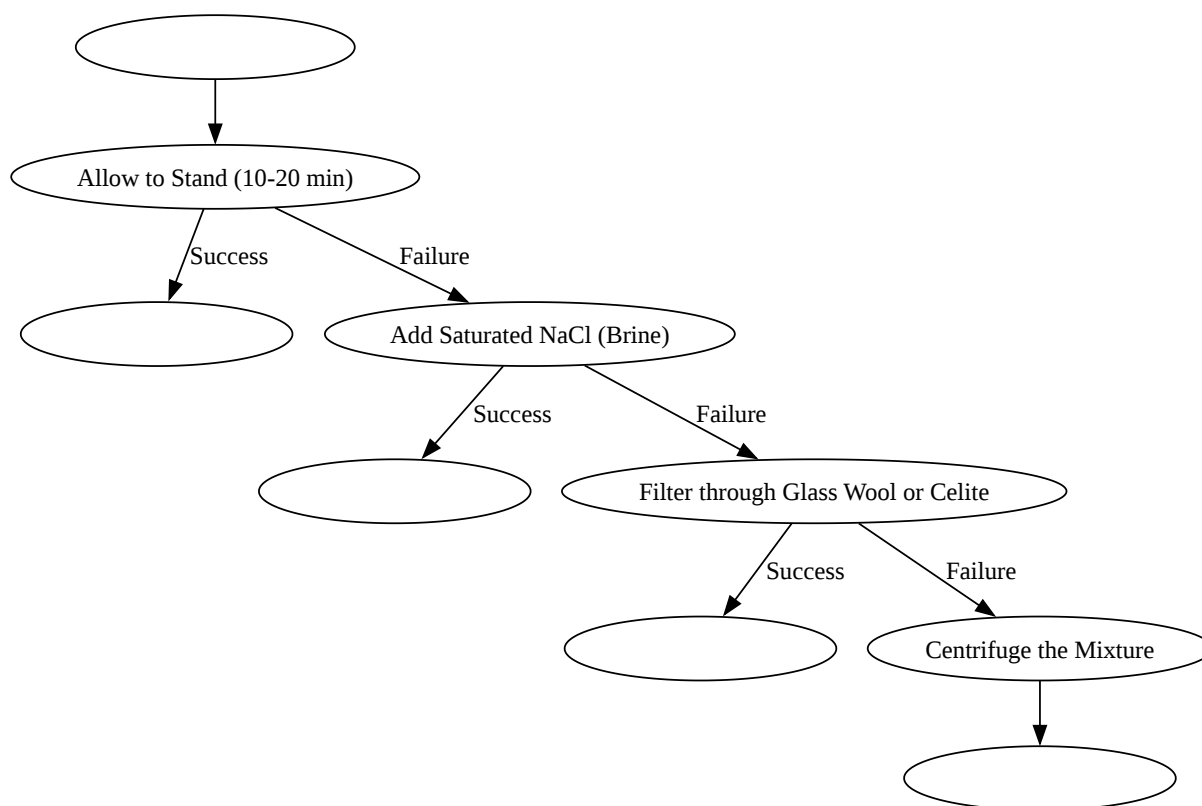 Allow to Stand (10-20 min)
Success
Failure
Add Saturated NaCl (Brine)
Success
Failure
Filter through Glass Wool or Celite
Success
Failure
Centrifuge the Mixture